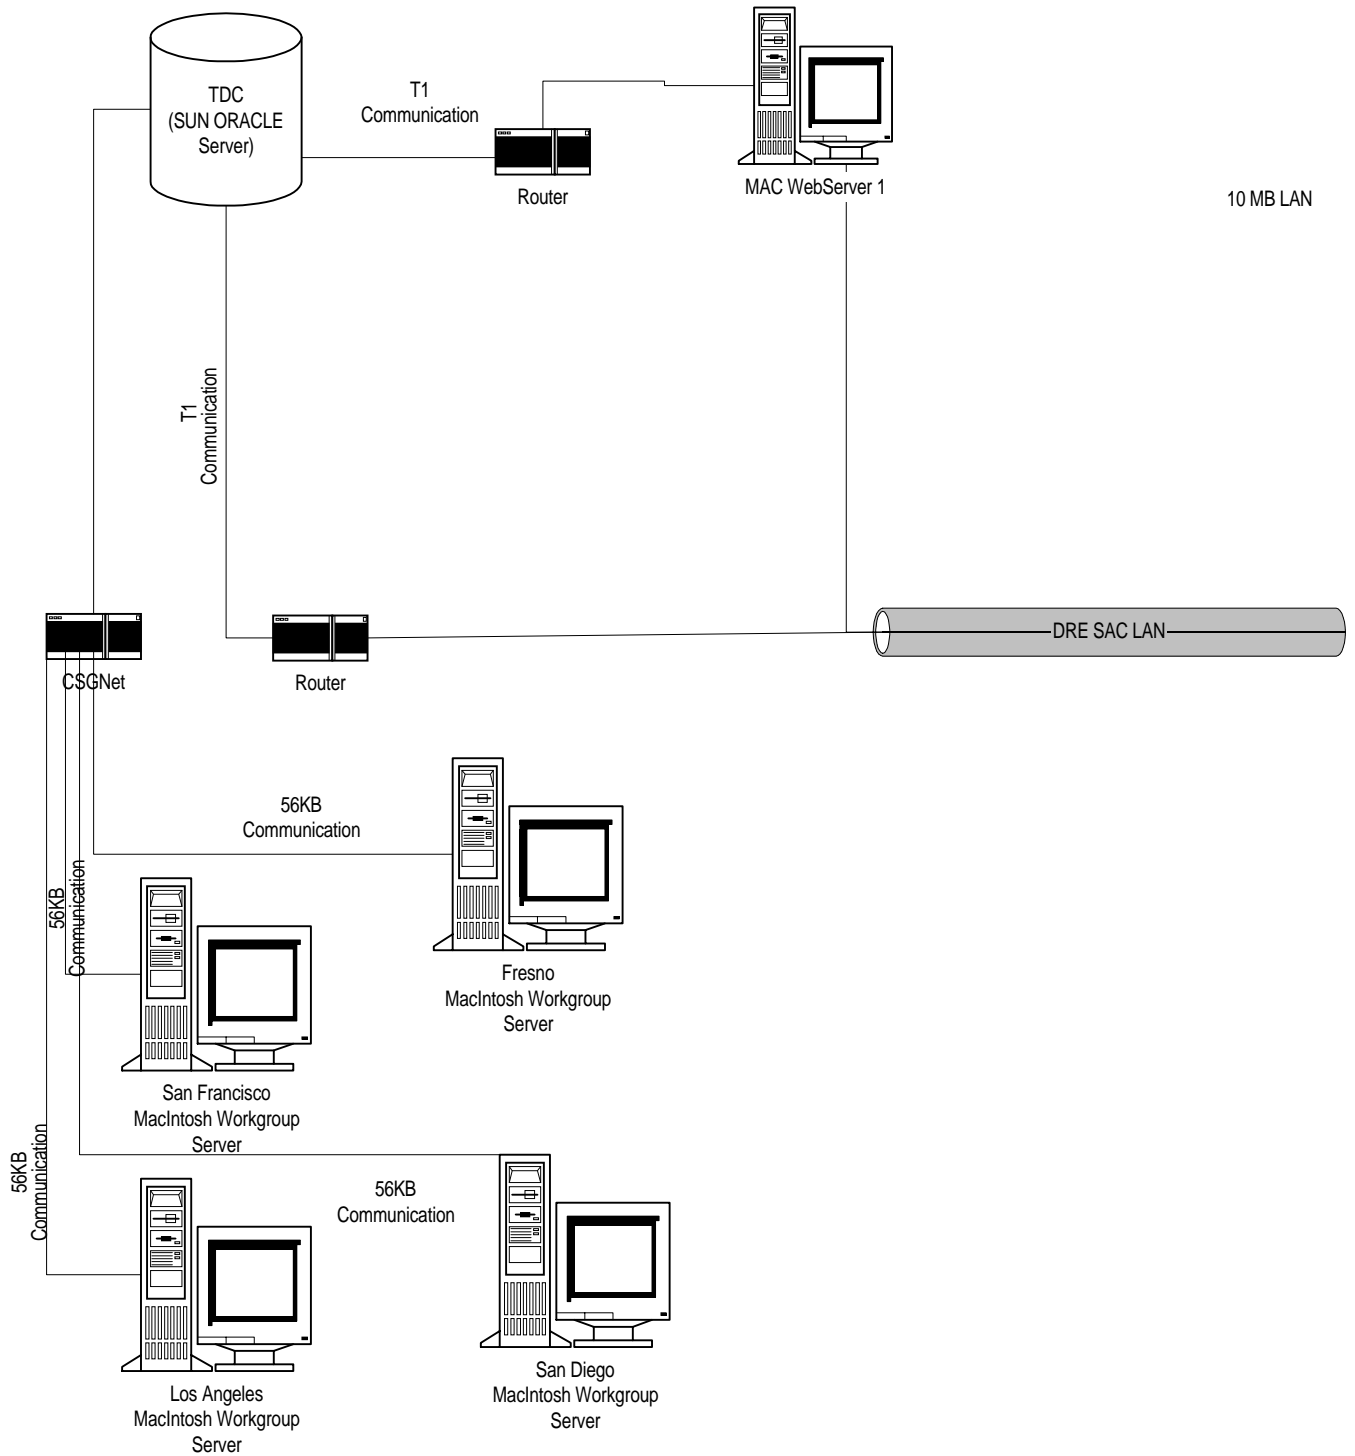 TDC
(SUN ORACLE
Server)
T1
Communication
Router
MAC WebServer 1
10 MB LAN
T1
Communication
CSGNet
Router
DRE SAC LAN
56KB
Communication
56KB
Communication
Fresno
MacIntosh Workgroup
Server
San Francisco
MacIntosh Workgroup
Server
56KB
Communication
56KB
Communication
Los Angeles
MacIntosh Workgroup
Server
San Diego
MacIntosh Workgroup
Server